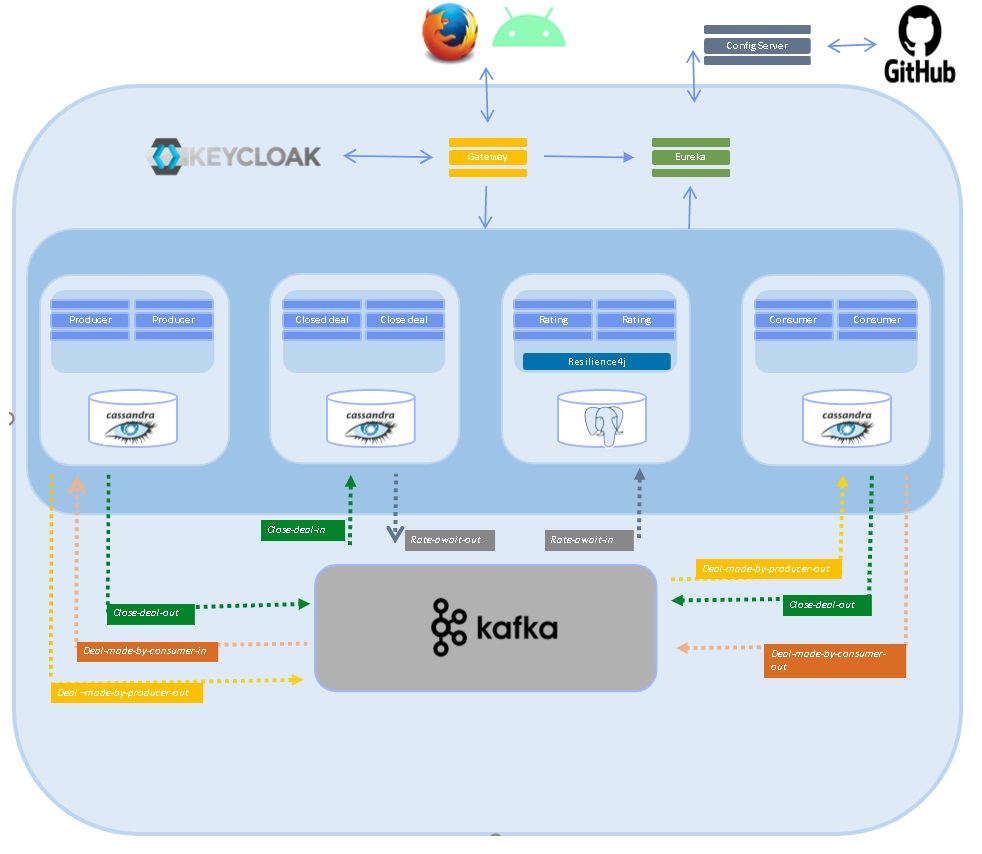 Config Server
GitHub
KEYCLOAK
Gateway
Eureka
Producer
Producer
Closed deal
Close deal
Rating
Rating
Consumer
Consumer
Resilience4j
cassandra
cassandra
cassandra
Close-deal-in
Rate-await-out
Rate-await-in
Deal-made-by-producer-out
Close-deal-out
Close-deal-out
kafka
Deal-made-by-consumer-in
Deal-made-by-consumer-
out
Deal –made-by-producer-out